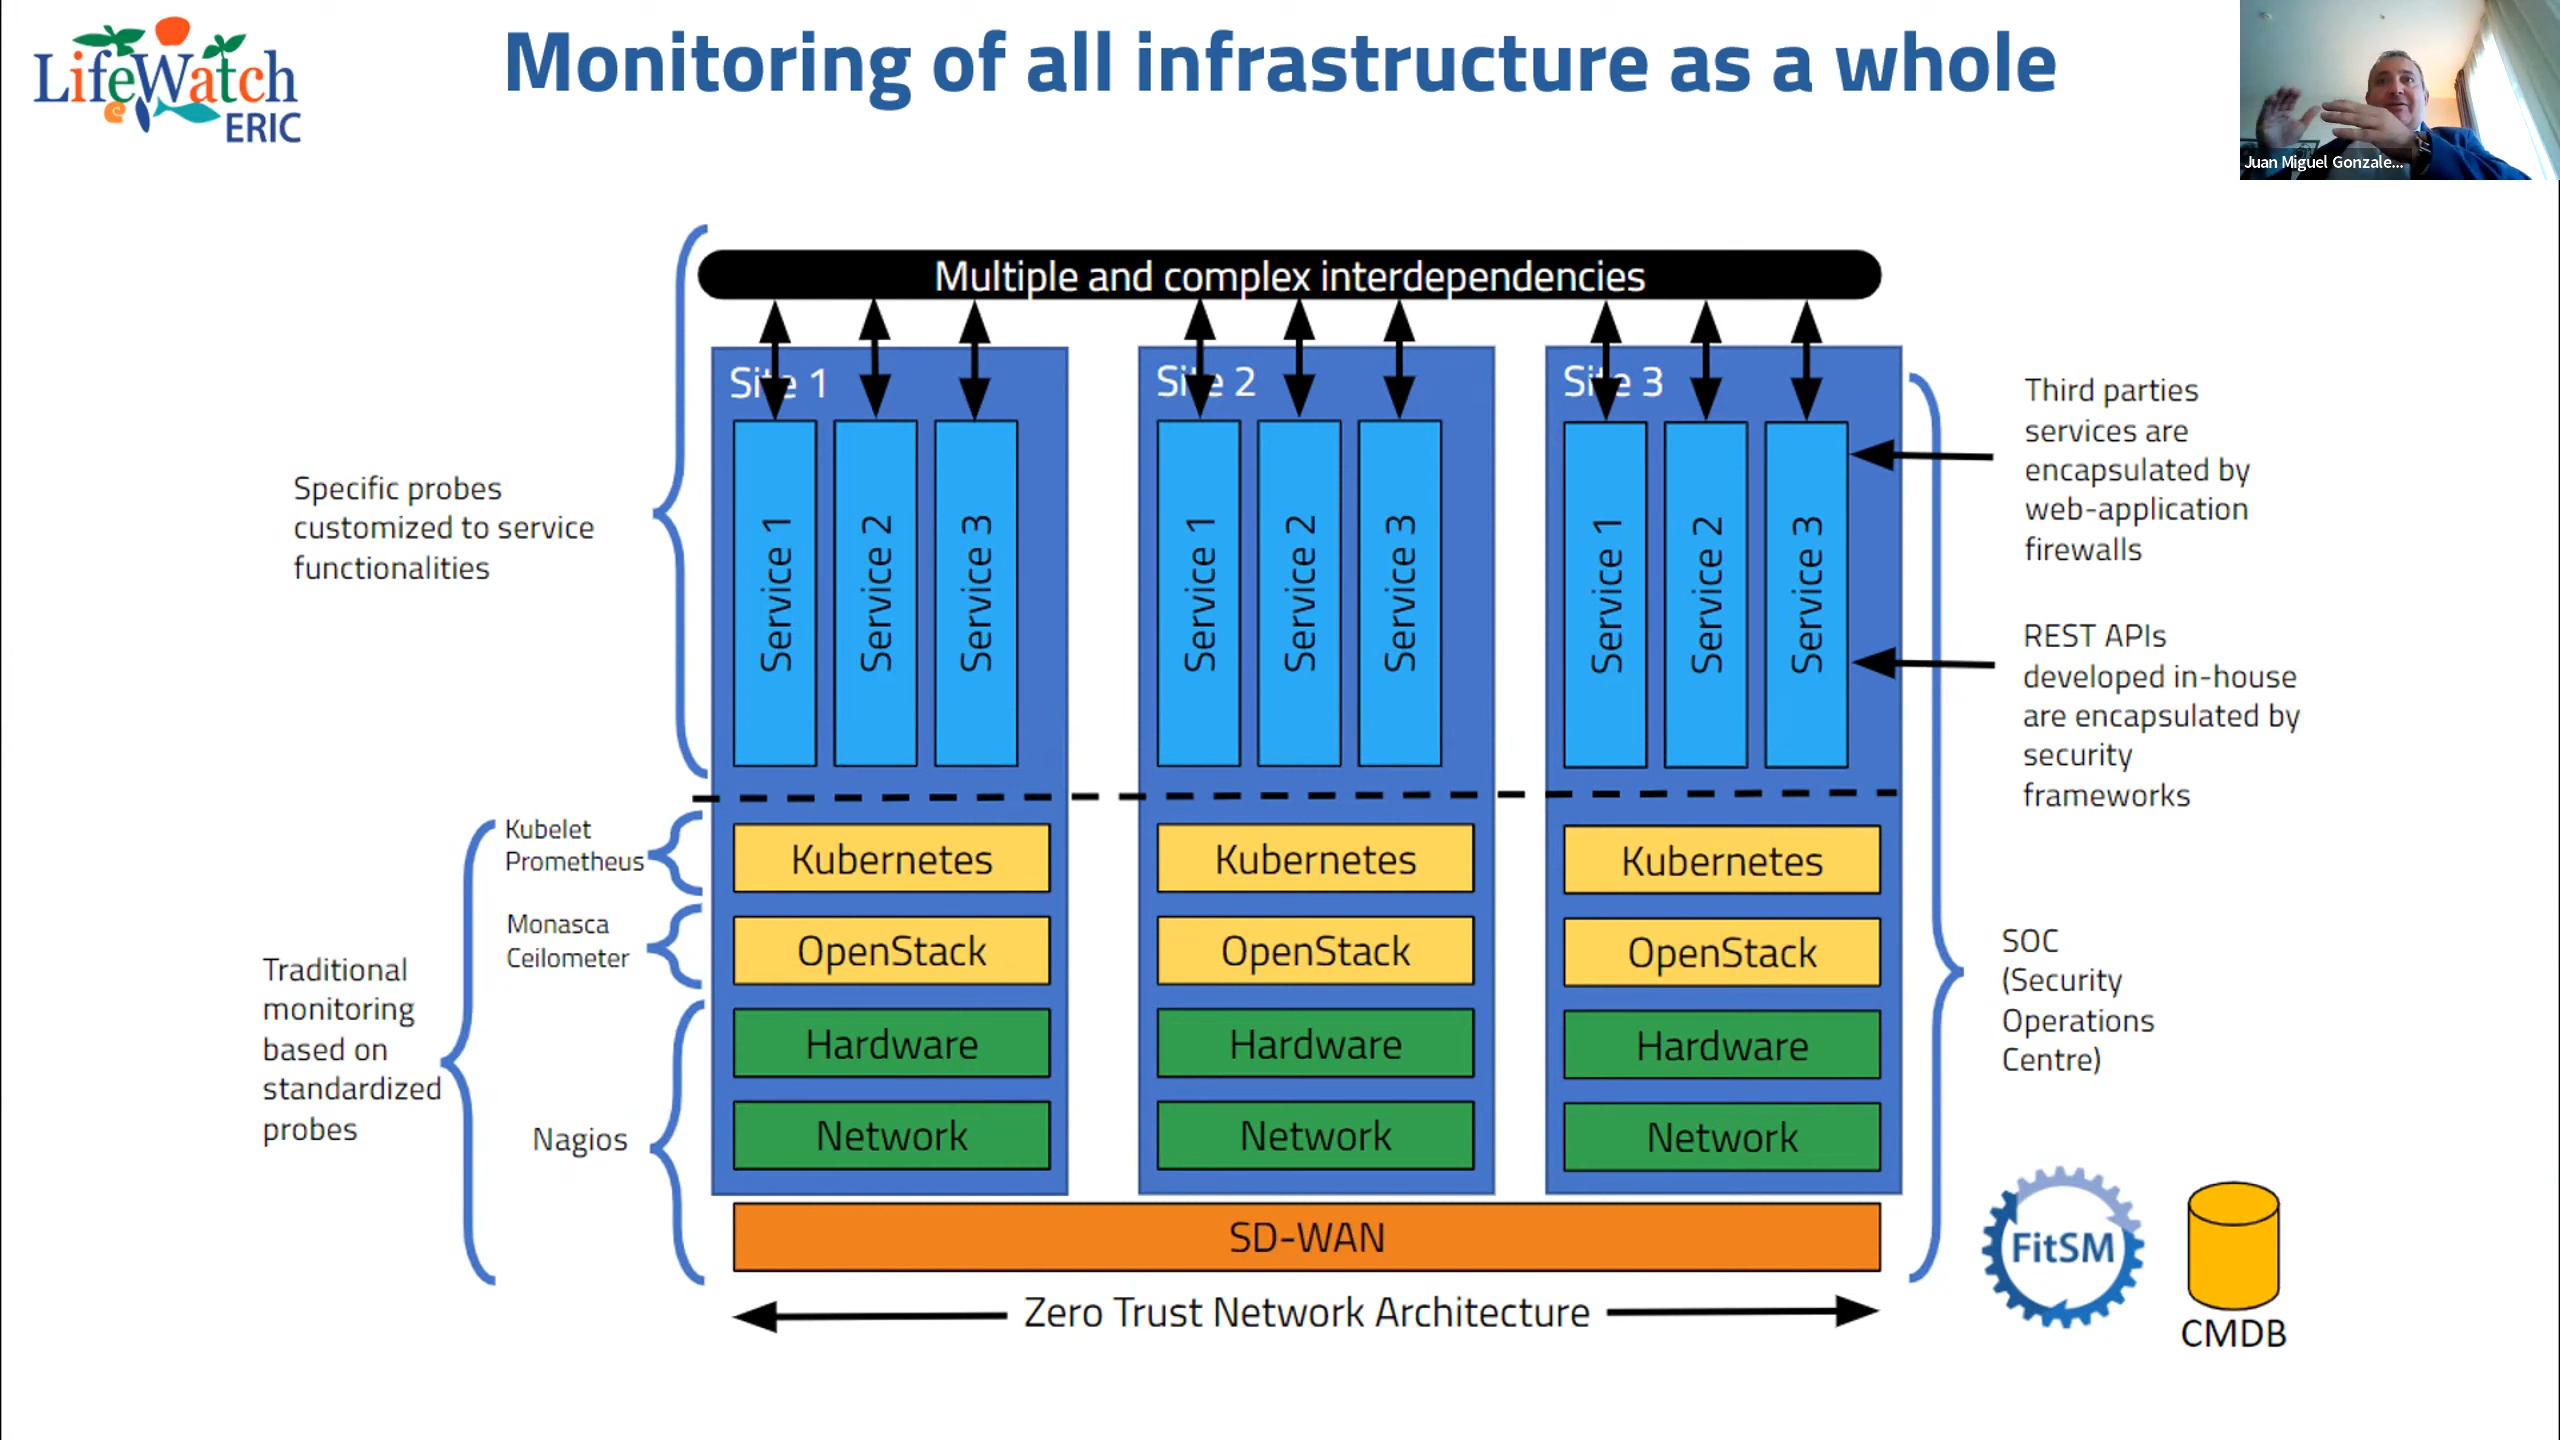 LifeWatch
ERIC
Monitoring of all infrastructure as a whole
Juan Miguel Gonzale...
Multiple and complex interdependencies
Site 1
Site 2
Site 3
Service 1
Service 2
Service 3
Service 1
Service 2
Service 3
Service 1
Service 2
Service 3
Specific probes
customized to service
functionalities
Third parties
services are
encapsulated by
web-application
firewalls
REST APIs
developed in-house
are encapsulated by
security
frameworks
Kubelet
Prometheus
Monasca
Ceilometer
Nagios
Traditional
monitoring
based on
standardized
probes
Kubernetes
OpenStack
Hardware
Network
Kubernetes
OpenStack
Hardware
Network
Kubernetes
OpenStack
Hardware
Network
SOC
(Security
Operations
Centre)
SD-WAN
Zero Trust Network Architecture
FitSM
CMDB